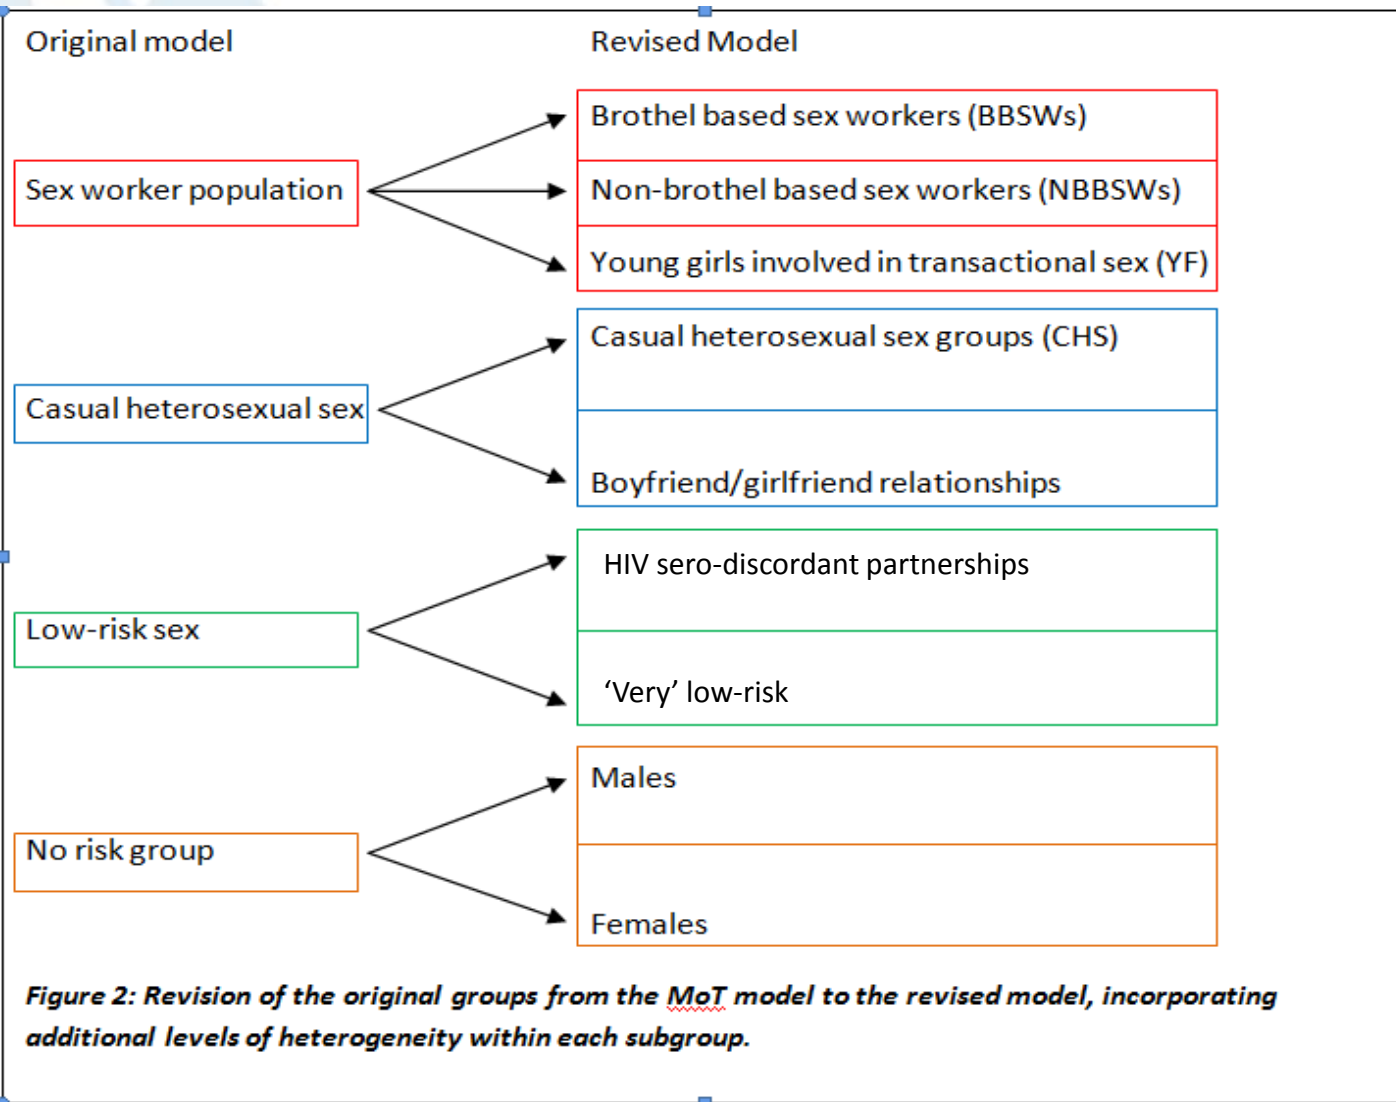 Original model
Revised Model
Sex worker population
Brothel based sex workers (BBSWs)
Non-brothel based sex workers (NBBSWs)
Young girls involved in transactional sex (YF)
Casual heterosexual sex
Casual heterosexual sex groups (CHS)
Boyfriend/girlfriend relationships
Low-risk sex
HIV sero-discordant partnerships
‘Very’ low-risk
No risk group
Males
Females
Figure 2: Revision of the original groups from the MoT model to the revised model, incorporating
additional levels of heterogeneity within each subgroup.